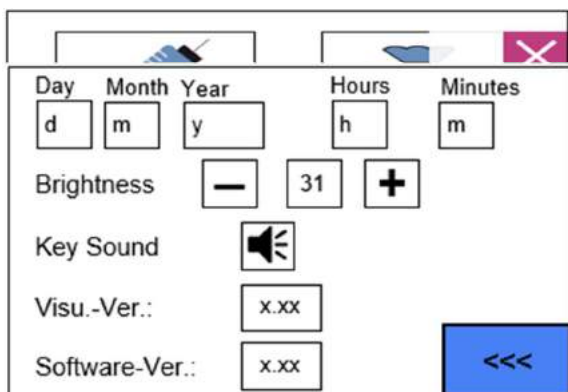 Day Month Year Hours Minutes
d m y h m
Brightness − 31 +
Key Sound
Visu.-Ver.: x.xx
Software-Ver.: x.xx
<<<